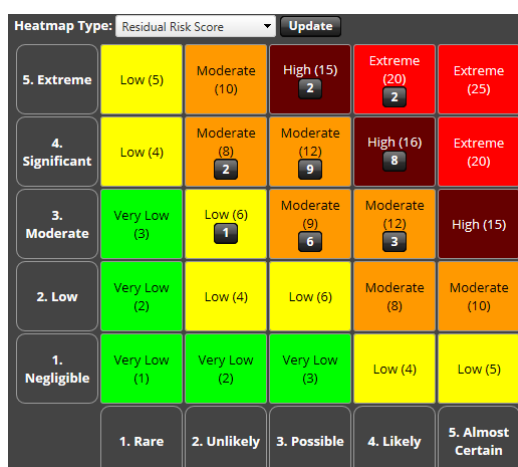 Heatmap Type: Residual Risk Score Update
5. Extreme
Low (5)
Moderate
(10)
High (15)
2
Extreme
(20)
2
Extreme
(25)
4.
Significant
Low (4)
Moderate
(8)
2
Moderate
(12)
9
High (16)
8
Extreme
(20)
3.
Moderate
Very Low
(3)
Low (6)
1
Moderate
(9)
6
Moderate
(12)
3
High (15)
2. Low
Very Low
(2)
Low (4)
Low (6)
Moderate
(8)
Moderate
(10)
1.
Negligible
Very Low
(1)
Very Low
(2)
Very Low
(3)
Low (4)
Low (5)
1. Rare
2. Unlikely
3. Possible
4. Likely
5. Almost
Certain